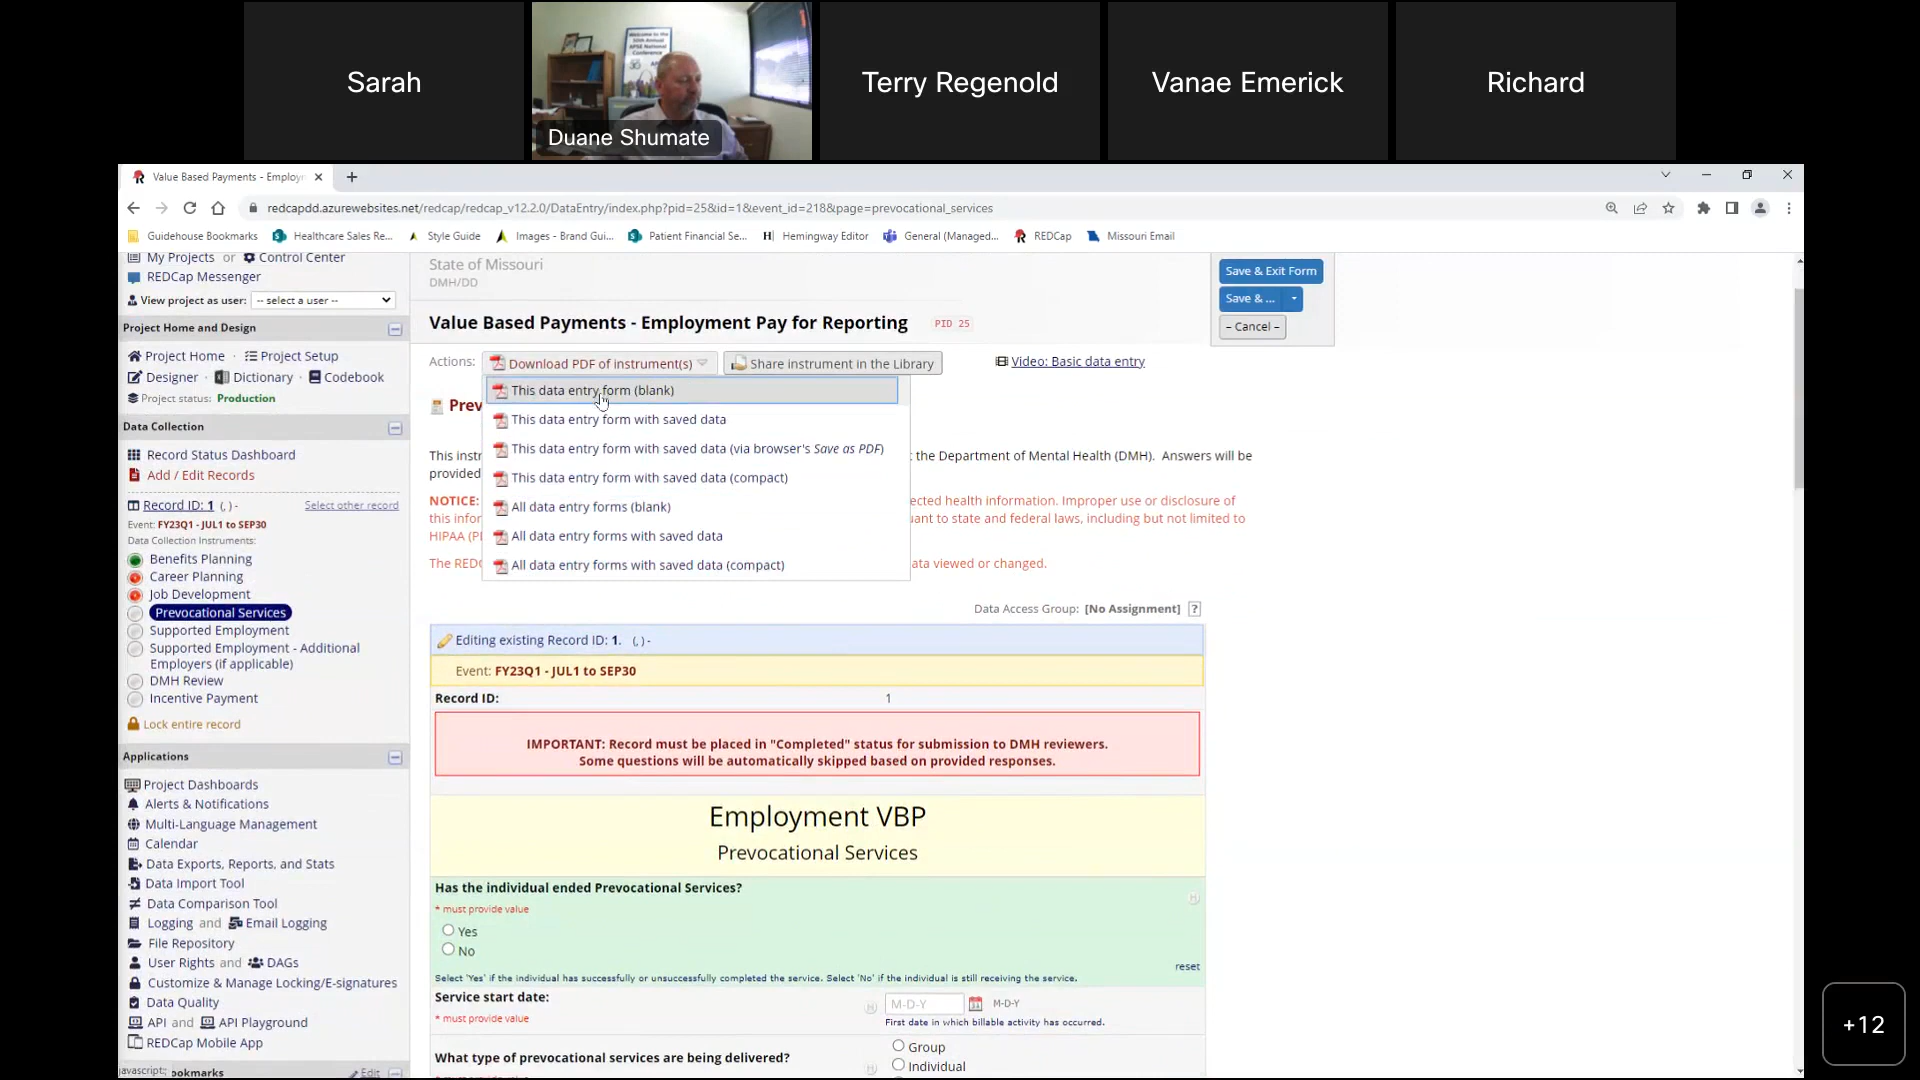 Sarah
Duane Shumate
Terry Regenold
Vanae Emerick
Richard
Value Based Payments - Employm
redcapdd.azurewebsites.net/redcap/redcap_v12.2.0/DataEntry/index.php?pid=25&id=1&event_id=218&page=prevocational_services
Guidehouse Bookmarks
Healthcare Sales Re...
Style Guide
Images - Brand Gui...
Patient Financial Se...
Hemingway Editor
General (Managed...
REDCap
Missouri Email
My Projects or Control Center
REDCap Messenger
View project as user: -- select a user --
Project Home and Design
Project Home · Project Setup
Designer · Dictionary · Codebook
Project status: Production
Data Collection
Record Status Dashboard
Add / Edit Records
Record ID: 1 (, ) - Select other record
Event: FY23Q1 - JUL1 to SEP30
Data Collection Instruments:
Benefits Planning
Career Planning
Job Development
Prevocational Services
Supported Employment
Supported Employment - Additional
Employers (if applicable)
DMH Review
Incentive Payment
Lock entire record
Applications
Project Dashboards
Alerts & Notifications
Multi-Language Management
Calendar
Data Exports, Reports, and Stats
Data Import Tool
Data Comparison Tool
Logging and Email Logging
File Repository
User Rights and DAGs
Customize & Manage Locking/E-signatures
Data Quality
API and API Playground
REDCap Mobile App
javascript:; ookmarks Edit
State of Missouri
DMH/DD
Save & Exit Form
Save & ...
– Cancel –
Value Based Payments - Employment Pay for Reporting PID 25
Actions: Download PDF of instrument(s) Share instrument in the Library Video: Basic data entry
This data entry form (blank)
This data entry form with saved data
This data entry form with saved data (via browser's Save as PDF)
This data entry form with saved data (compact)
All data entry forms (blank)
All data entry forms with saved data
All data entry forms with saved data (compact)
Prev
This inst the Department of Mental Health (DMH). Answers will be
provided
NOTICE: ected health information. Improper use or disclosure of
this infor uant to state and federal laws, including but not limited to
HIPAA (P
The RED ata viewed or changed.
Data Access Group: [No Assignment] ?
Editing existing Record ID: 1. (, ) -
Event: FY23Q1 - JUL1 to SEP30
Record ID: 1
IMPORTANT: Record must be placed in "Completed" status for submission to DMH reviewers.
Some questions will be automatically skipped based on provided responses.
Employment VBP
Prevocational Services
Has the individual ended Prevocational Services?
* must provide value
Yes
No
reset
Select 'Yes' if the individual has successfully or unsuccessfully completed the service. Select 'No' if the individual is still receiving the service.
Service start date:
* must provide value
M-D-Y M-D-Y
First date in which billable activity has occurred.
What type of prevocational services are being delivered?
Group
Individual
+12